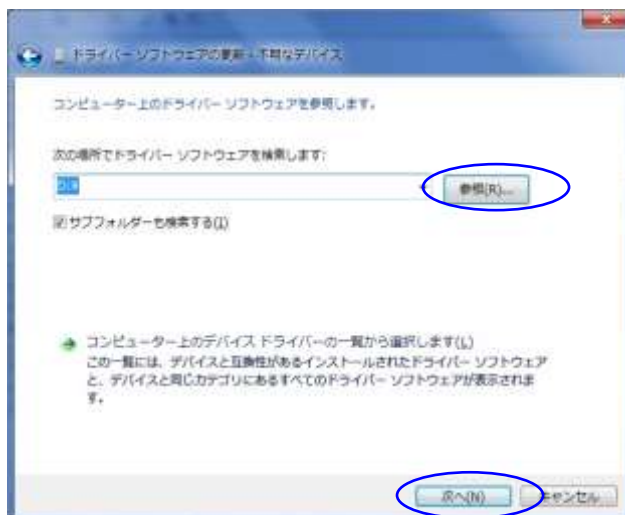 ドライバー ソフトウェアの更新 - 不明なデバイス
コンピューター上のドライバー ソフトウェアを参照します。
次の場所でドライバー ソフトウェアを検索します:
参照(R)...
サブフォルダーも検索する(I)
コンピューター上のデバイス ドライバーの一覧から選択します(L)
この一覧には、デバイスと互換性があるインストールされたドライバー ソフトウェア
と、デバイスと同じカテゴリにあるすべてのドライバー ソフトウェアが表示されま
す。
次へ(N)
キャンセル